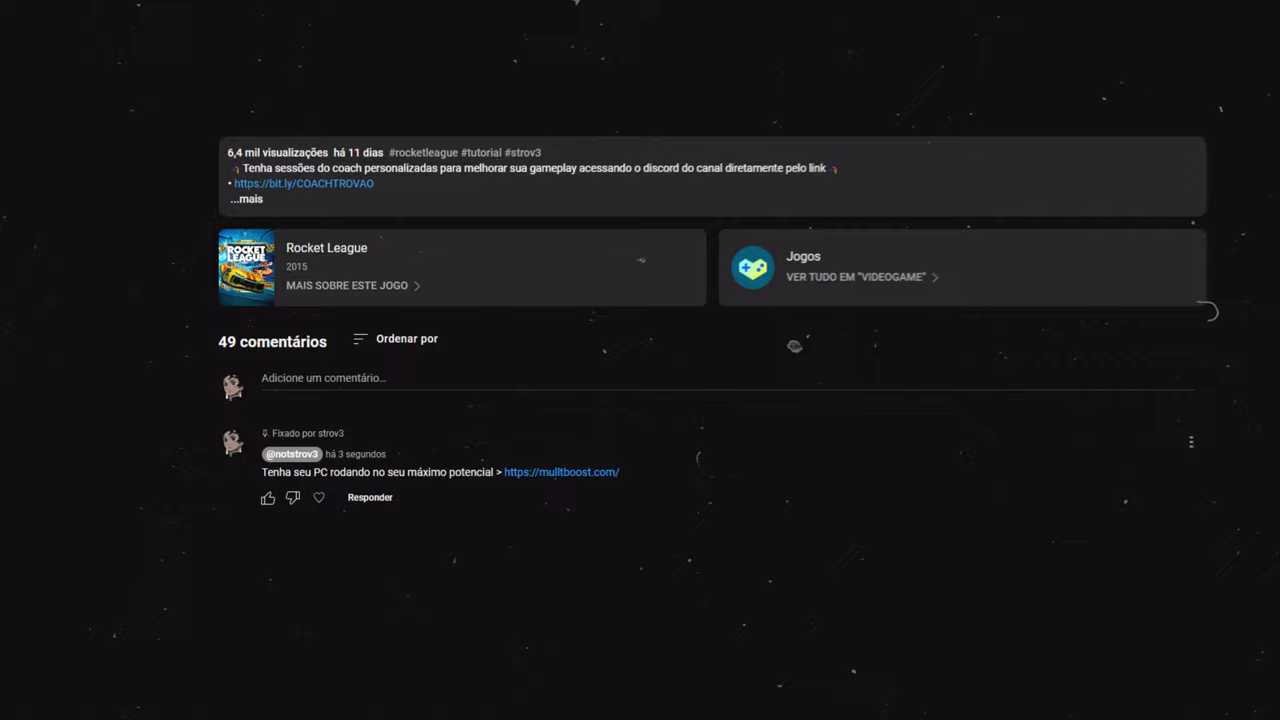 6,4 mil visualizações há 11 dias #rocketleague #tutorial #strov3
Tenha sessões do coach personalizadas para melhorar sua gameplay acessando o discord do canal diretamente pelo link
• https://bit.ly/COACHTROVAO
...mais
ROCKET LEAGUE
Rocket League
2015
MAIS SOBRE ESTE JOGO
Jogos
VER TUDO EM "VIDEOGAME"
49 comentários
Ordenar por
Adicione um comentário...
Fixado por strov3
@notstrov3 há 3 segundos
Tenha seu PC rodando no seu máximo potencial > https://mulltboost.com/
Responder